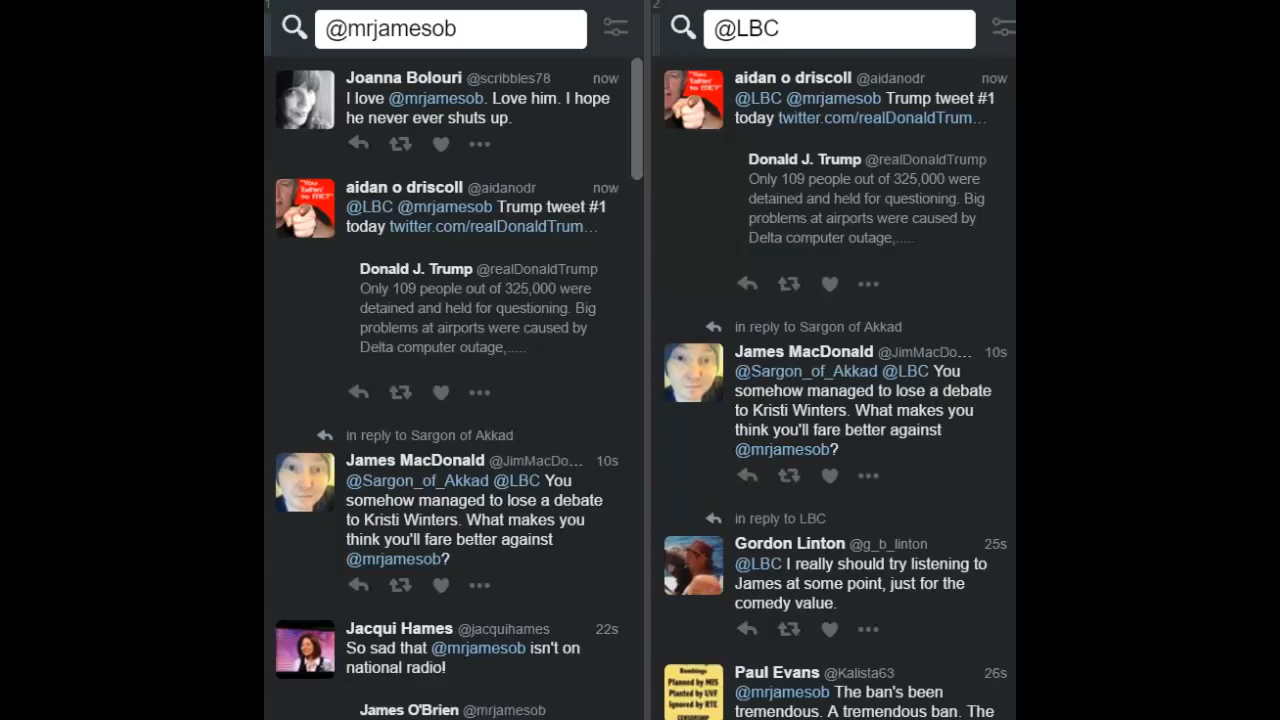 1
@mrjamesob
Joanna Bolouri @scribbles78 now
I love @mrjamesob. Love him. I hope
he never ever shuts up.
aidan o driscoll @aidanodr now
@LBC @mrjamesob Trump tweet #1
today twitter.com/realDonaldTrum…
Donald J. Trump @realDonaldTrump
Only 109 people out of 325,000 were
detained and held for questioning. Big
problems at airports were caused by
Delta computer outage,.....
in reply to Sargon of Akkad
James MacDonald @JimMacDo… 10s
@Sargon_of_Akkad @LBC You
somehow managed to lose a debate
to Kristi Winters. What makes you
think you'll fare better against
@mrjamesob?
Jacqui Hames @jacquihames 22s
So sad that @mrjamesob isn't on
national radio!
James O'Brien @mrjamesob
2
@LBC
aidan o driscoll @aidanodr now
@LBC @mrjamesob Trump tweet #1
today twitter.com/realDonaldTrum…
Donald J. Trump @realDonaldTrump
Only 109 people out of 325,000 were
detained and held for questioning. Big
problems at airports were caused by
Delta computer outage,.....
in reply to Sargon of Akkad
James MacDonald @JimMacDo… 10s
@Sargon_of_Akkad @LBC You
somehow managed to lose a debate
to Kristi Winters. What makes you
think you'll fare better against
@mrjamesob?
in reply to LBC
Gordon Linton @g_b_linton 25s
@LBC I really should try listening to
James at some point, just for the
comedy value.
Paul Evans @Kalista63 26s
@mrjamesob The ban's been
tremendous. A tremendous ban. The